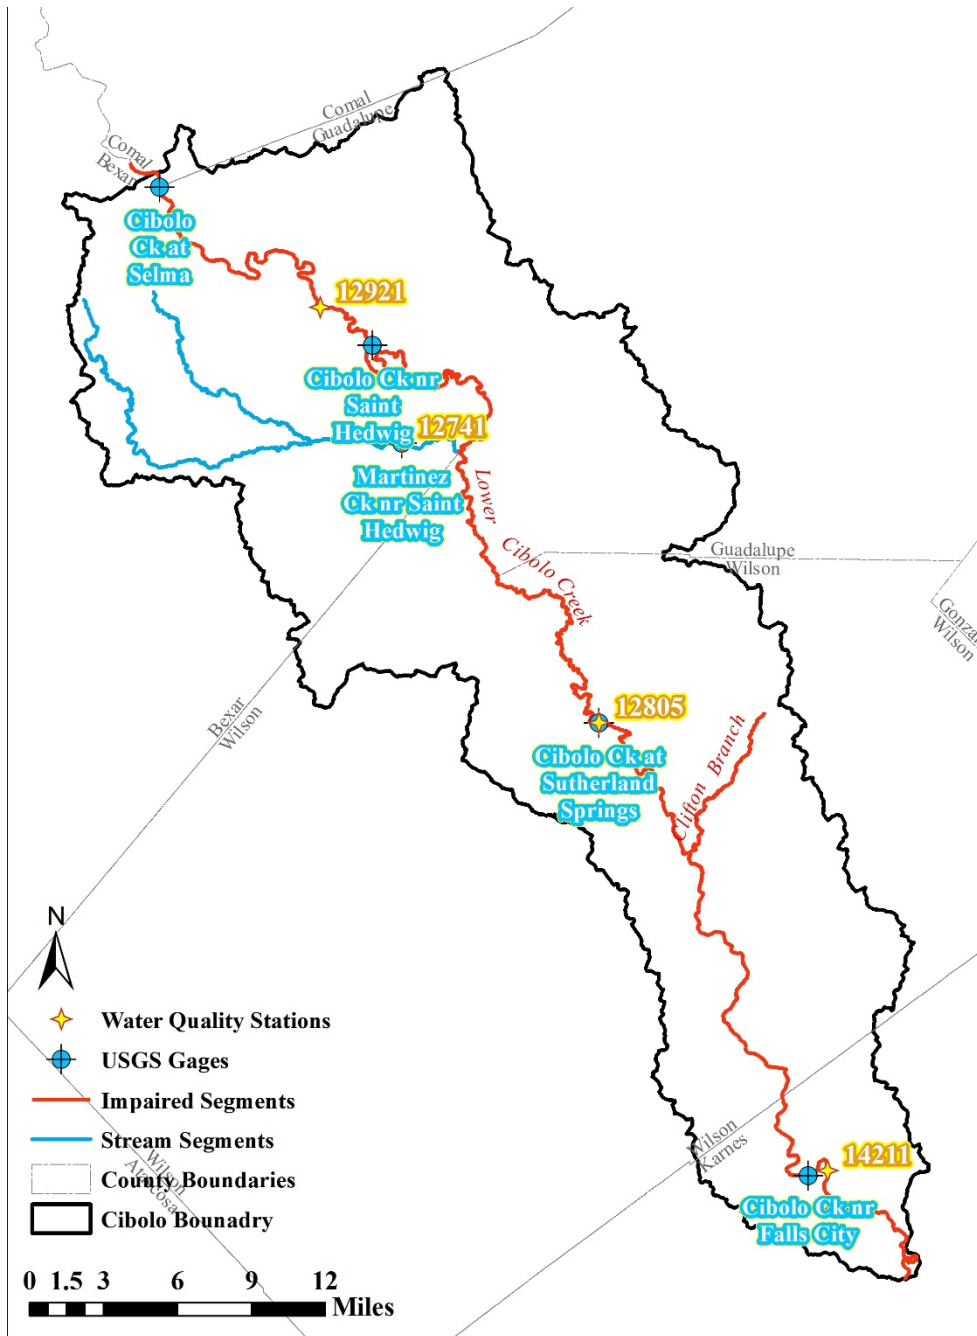 Comal
Guadalupe
Comal
Bexar
Cibolo
Ck at
Selma
12921
Cibolo Ck nr
Saint
Hedwig
12741
Martinez
Ck nr Saint
Hedwig
Lower Cibolo Creek
Guadalupe
Wilson
Gonza
Wilson
Bexar
Wilson
12805
Cibolo Ck at
Sutherland
Springs
Clifton Branch
N
Water Quality Stations
USGS Gages
Impaired Segments
Stream Segments
County Boundaries
Cibolo Bounadry
Wilson
Atascosa
Wilson
Karnes
14211
Cibolo Ck nr
Falls City
0 1.5 3 6 9 12
Miles